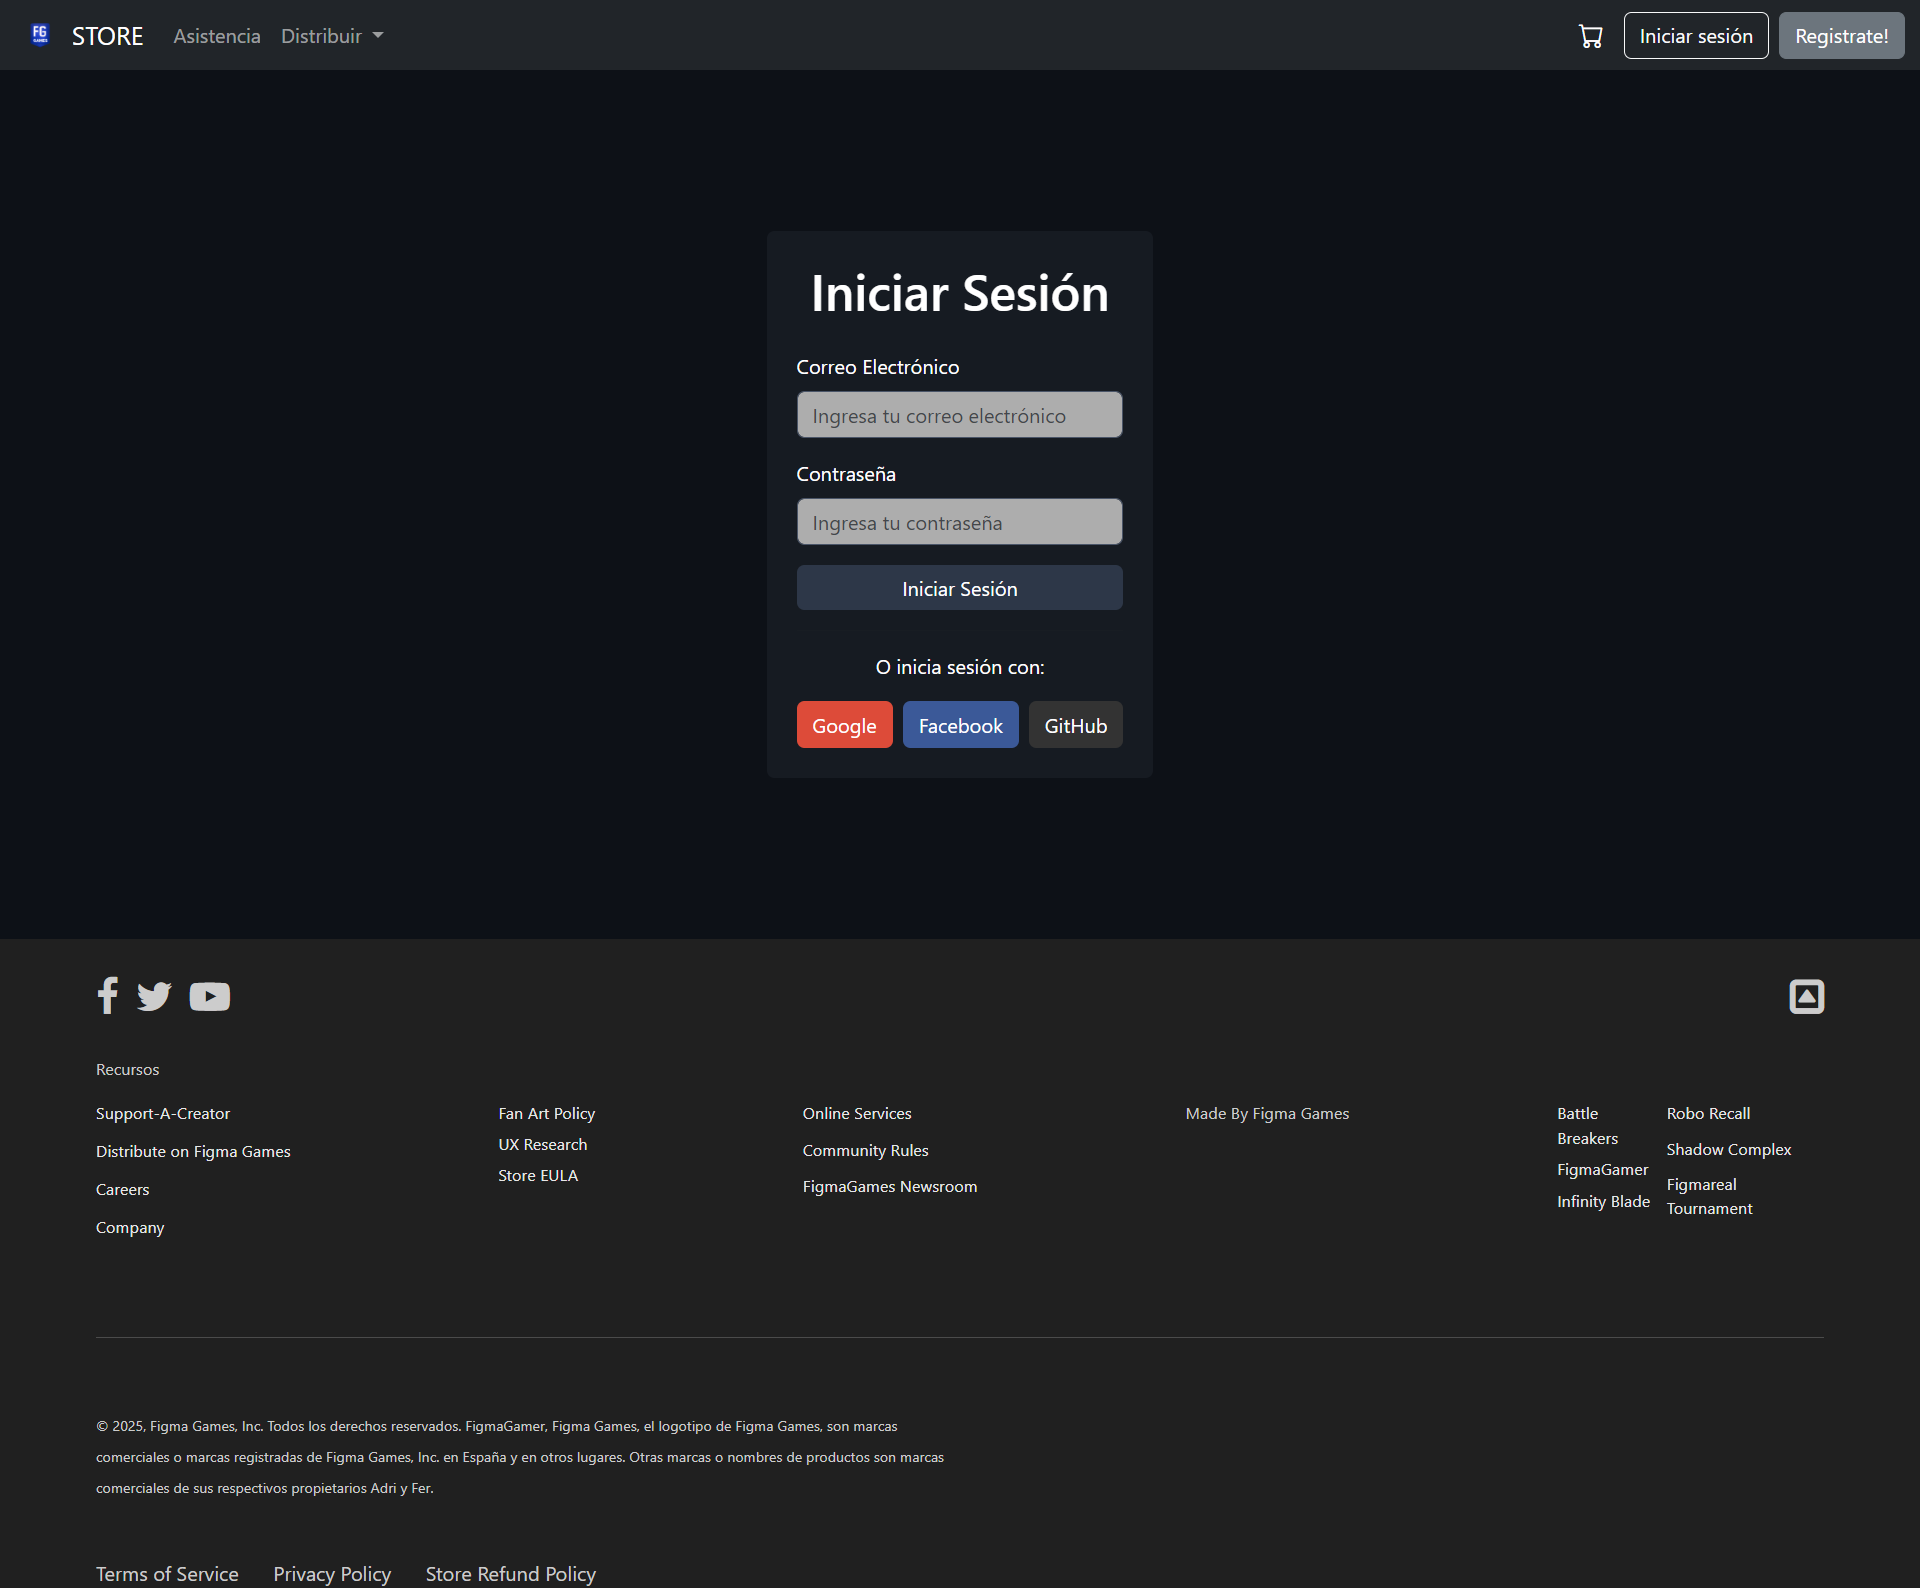 FG
GAMES
STORE
Asistencia
Distribuir
Iniciar sesión
Registrate!
Iniciar Sesión
Correo Electrónico
Ingresa tu correo electrónico
Contraseña
Ingresa tu contraseña
Iniciar Sesión
O inicia sesión con:
Google
Facebook
GitHub
Recursos
Support-A-Creator
Distribute on Figma Games
Careers
Company
Fan Art Policy
UX Research
Store EULA
Online Services
Community Rules
FigmaGames Newsroom
Made By Figma Games
Battle
Breakers
FigmaGamer
Infinity Blade
Robo Recall
Shadow Complex
Figmareal
Tournament
© 2025, Figma Games, Inc. Todos los derechos reservados. FigmaGamer, Figma Games, el logotipo de Figma Games, son marcas
comerciales o marcas registradas de Figma Games, Inc. en España y en otros lugares. Otras marcas o nombres de productos son marcas
comerciales de sus respectivos propietarios Adri y Fer.
Terms of Service
Privacy Policy
Store Refund Policy